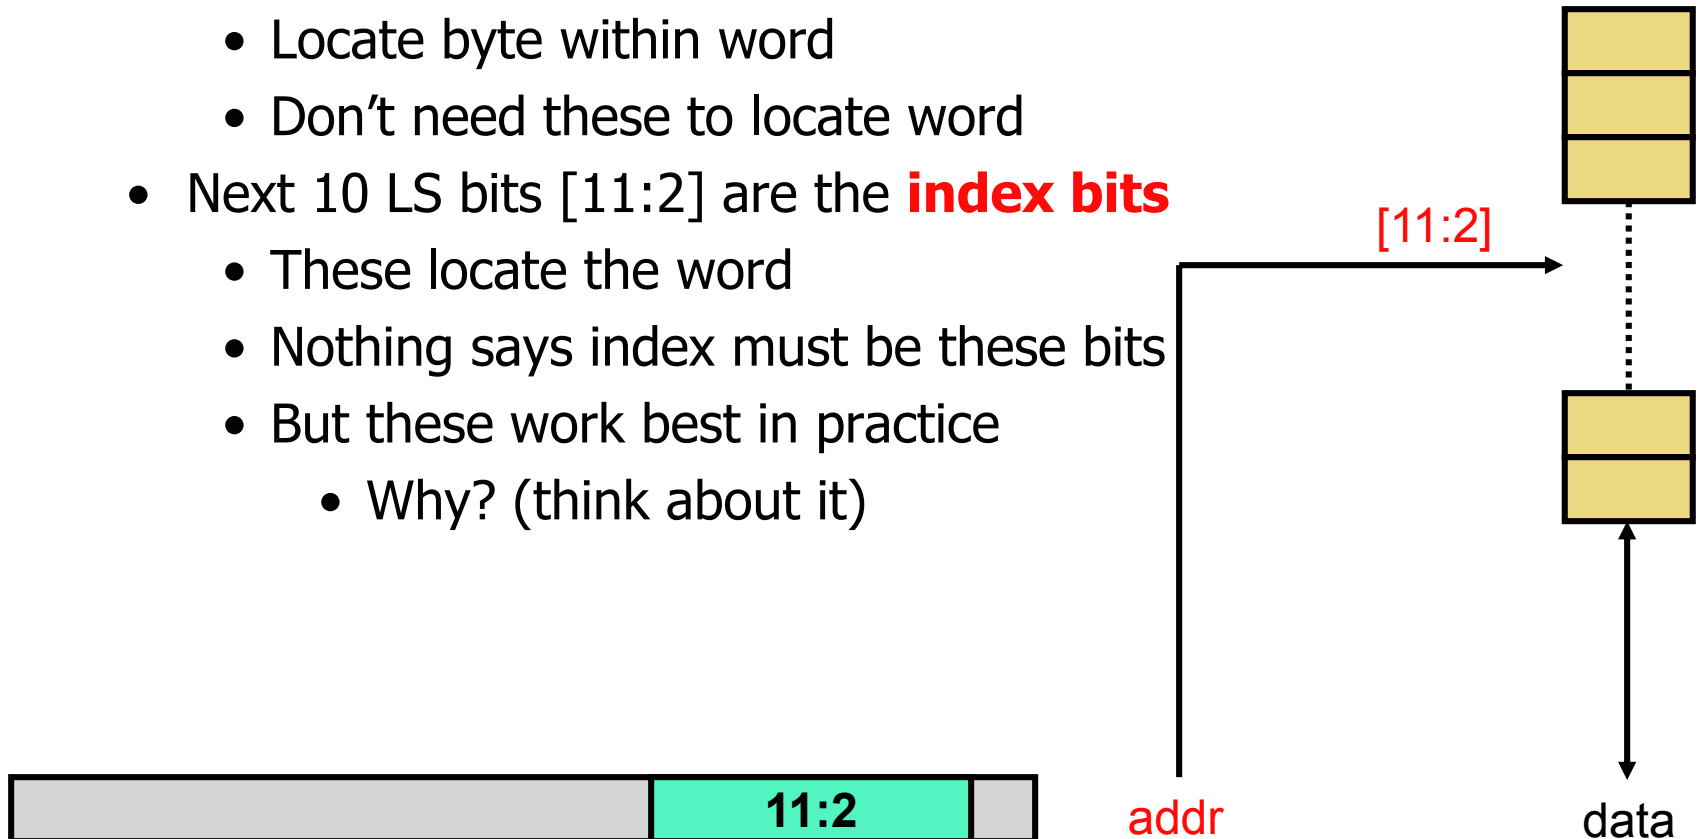 • Locate byte within word
• Don’t need these to locate word
• Next 10 LS bits [11:2] are the index bits
• These locate the word
• Nothing says index must be these bits
• But these work best in practice
• Why? (think about it)
[11:2]
11:2
addr
data